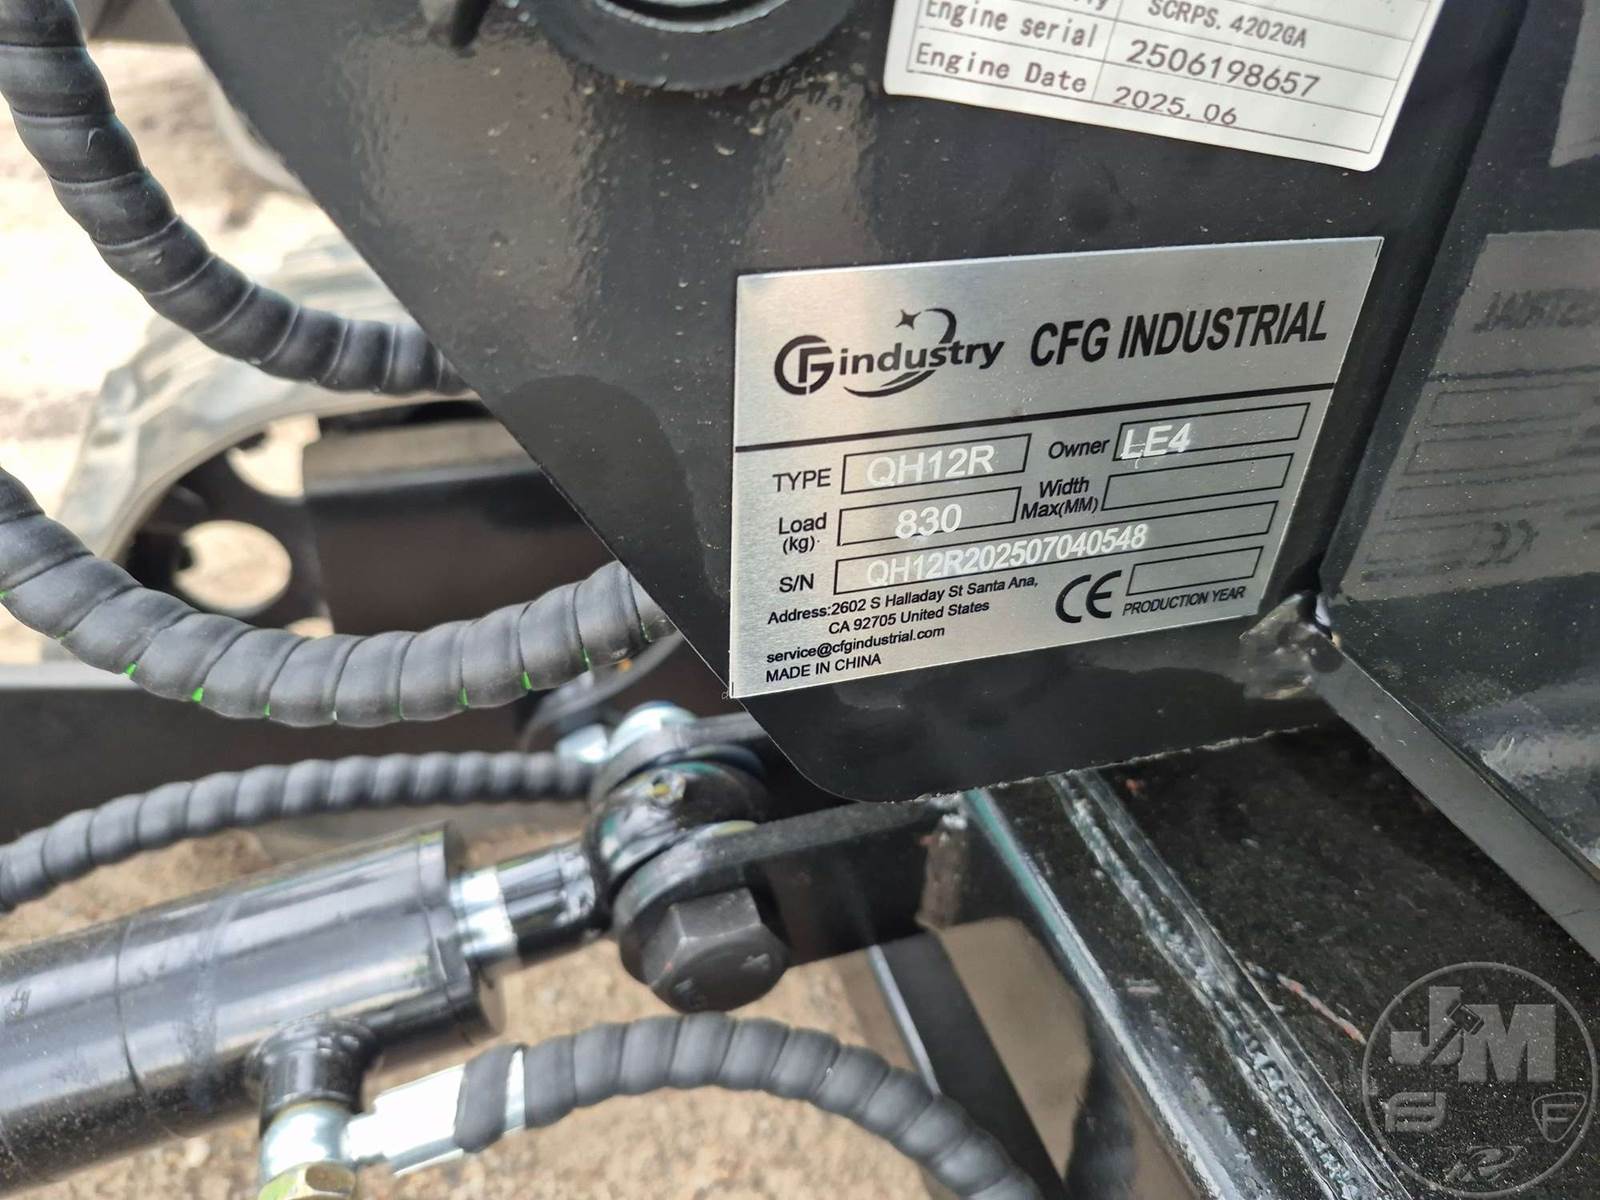 SCRPS. 4202GA
Engine serial 2506198657
Engine Date 2025.06
GFindustry CFG INDUSTRIAL
TYPE QH12R Owner LE4
Load (kg) 830 Width Max(MM)
S/N QH12R202507040548
Address:2602 S Halladay St Santa Ana,
CA 92705 United States
service@cfgindustrial.com
MADE IN CHINA
CE PRODUCTION YEAR
J&M